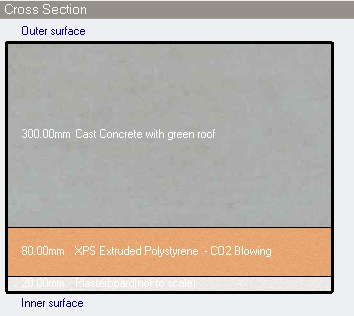 Cross Section
Outer surface
300.00mm Cast Concrete with green roof
80.00mm XPS Extruded Polystyrene - CO2 Blowing
20.00mm Plasterboard(not to scale)
Inner surface